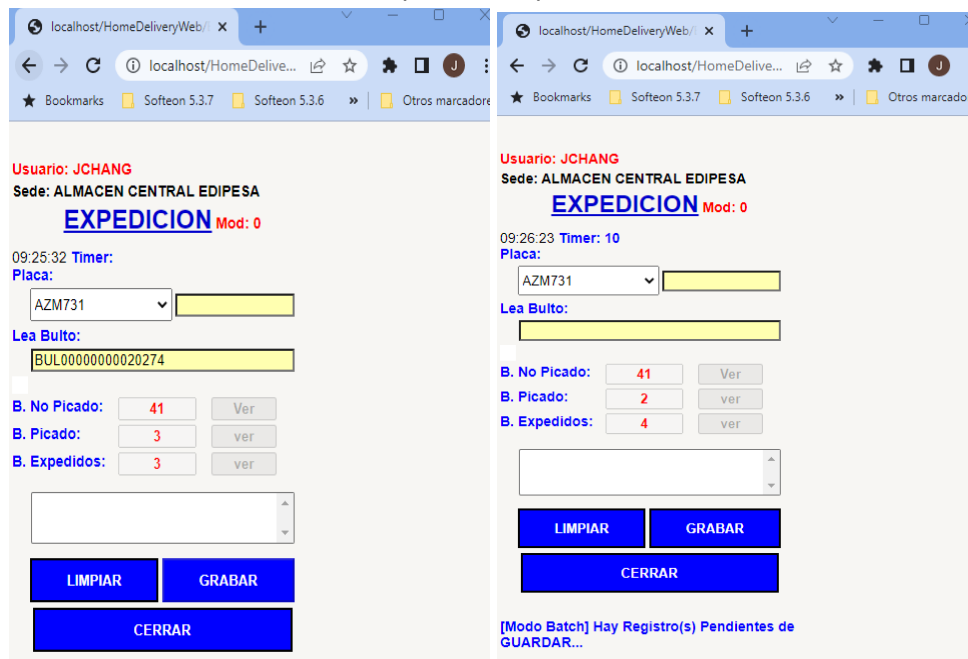 localhost/HomeDeliveryWeb/
localhost/HomeDelive...
J
Bookmarks Softeon 5.3.7 Softeon 5.3.6 » Otros marcadore
Usuario: JCHANG
Sede: ALMACEN CENTRAL EDIPESA
EXPEDICION Mod: 0
09:25:32 Timer:
Placa:
AZM731
Lea Bulto:
BUL00000000020274
B. No Picado: 41 Ver
B. Picado: 3 ver
B. Expedidos: 3 ver
LIMPIAR GRABAR
CERRAR
localhost/HomeDeliveryWeb/
localhost/HomeDelive...
J
Bookmarks Softeon 5.3.7 Softeon 5.3.6 » Otros marcado
Usuario: JCHANG
Sede: ALMACEN CENTRAL EDIPESA
EXPEDICION Mod: 0
09:26:23 Timer: 10
Placa:
AZM731
Lea Bulto:
B. No Picado: 41 Ver
B. Picado: 2 ver
B. Expedidos: 4 ver
LIMPIAR GRABAR
CERRAR
[Modo Batch] Hay Registro(s) Pendientes de
GUARDAR...